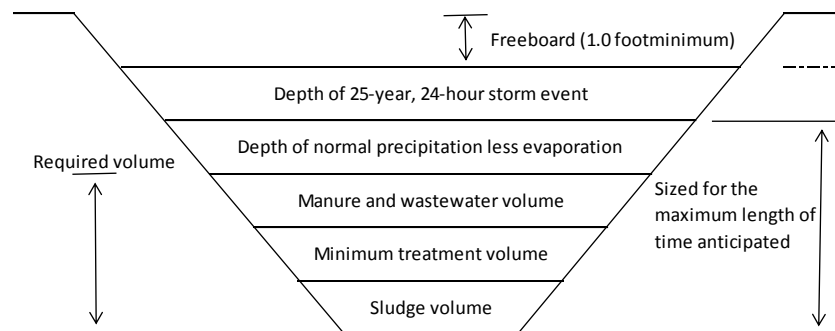 Freeboard (1.0 footminimum)
Depth of 25-year, 24-hour storm event
Depth of normal precipitation less evaporation
Required volume
Manure and wastewater volume
Sized for the
maximum length of
time anticipated
Minimum treatment volume
Sludge volume